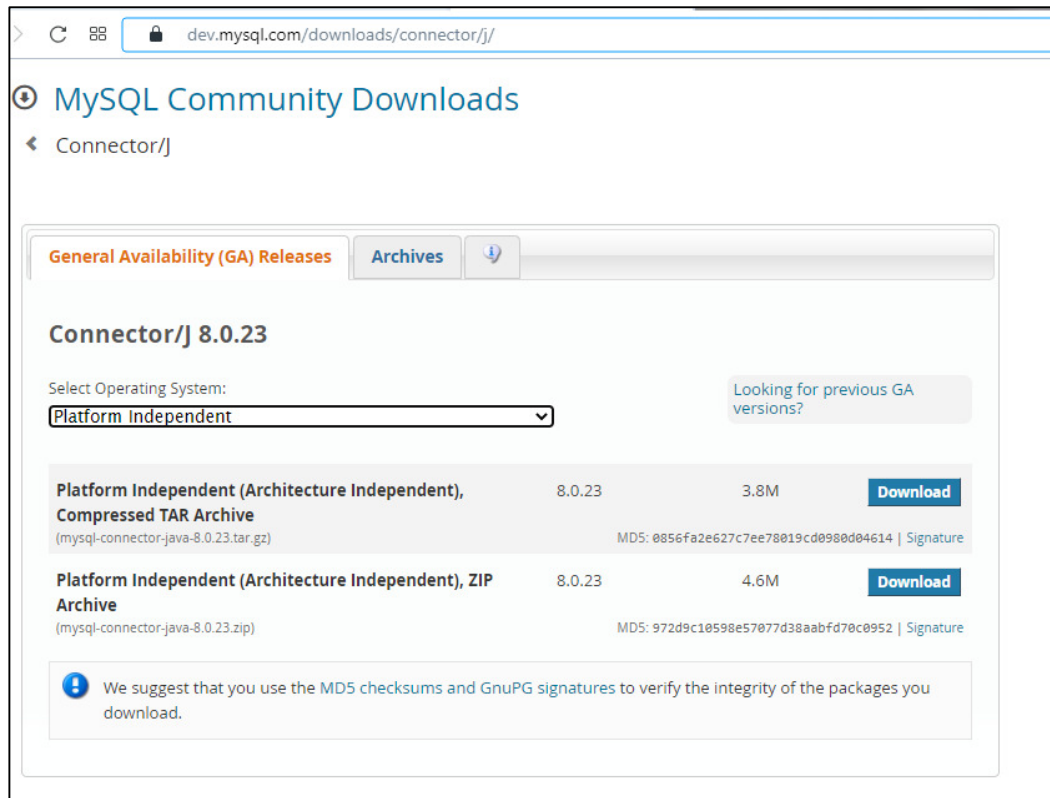 dev.mysql.com/downloads/connector/j/
MySQL Community Downloads
Connector/J
General Availability (GA) Releases
Archives
Connector/J 8.0.23
Select Operating System:
Looking for previous GA
versions?
Platform Independent
Platform Independent (Architecture Independent),
Compressed TAR Archive
8.0.23
3.8M
Download
(mysql-connector-java-8.0.23.tar.gz)
MD5: 0856fa2e627c7ee78019cd0980d04614 | Signature
Platform Independent (Architecture Independent), ZIP
Archive
8.0.23
4.6M
Download
(mysql-connector-java-8.0.23.zip)
MD5: 972d9c10598e57077d38aabfd70c0952 | Signature
We suggest that you use the MD5 checksums and GnuPG signatures to verify the integrity of the packages you
download.